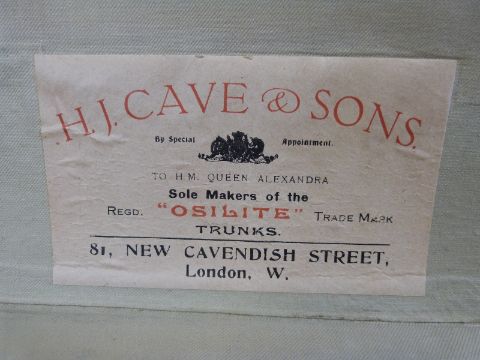 H.J. CAVE & SONS.
By Special Appointment.
TO H.M. QUEEN ALEXANDRA
Sole Makers of the
REGD. "OSILITE" TRADE MARK
TRUNKS.
81, NEW CAVENDISH STREET,
London, W.